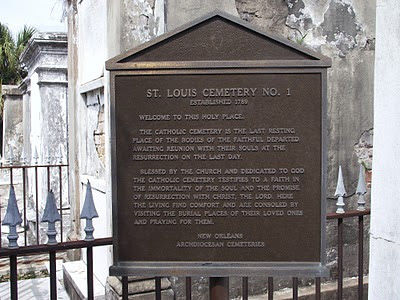 ST. LOUIS CEMETERY NO. 1
ESTABLISHED 1789
WELCOME TO THIS HOLY PLACE:
THE CATHOLIC CEMETERY IS THE LAST RESTING
PLACE OF THE BODIES OF THE FAITHFUL DEPARTED
AWAITING REUNION WITH THEIR SOULS AT THE
RESURRECTION ON THE LAST DAY.
BLESSED BY THE CHURCH AND DEDICATED TO GOD
THE CATHOLIC CEMETERY TESTIFIES TO A FAITH IN
THE IMMORTALITY OF THE SOUL AND THE PROMISE
OF RESURRECTION WITH CHRIST, THE LORD. HERE
THE LIVING FIND COMFORT AND ARE CONSOLED BY
VISITING THE BURIAL PLACES OF THEIR LOVED ONES
AND PRAYING FOR THEM.
NEW ORLEANS
ARCHDIOCESAN CEMETERIES